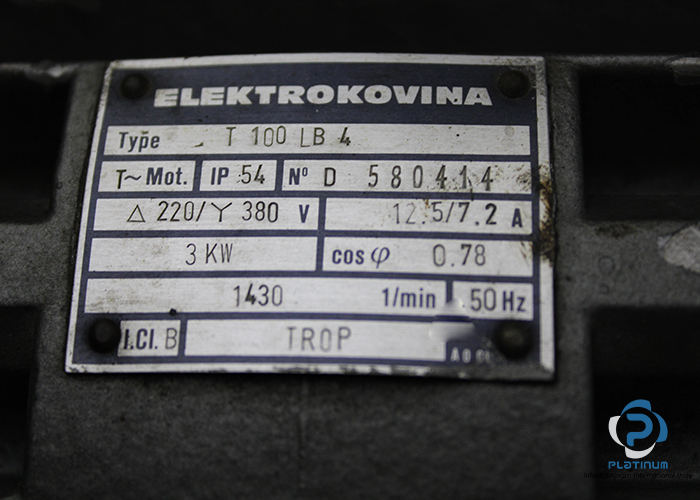 ELEKTROKOVINA
Type T 100 LB 4
T~ Mot. IP 54 Nº D 580414
△ 220/Y 380 V 12.5/7.2 A
3 KW cos φ 0.78
1430 1/min 50 Hz
I.Cl. B TROP
PLATINUM